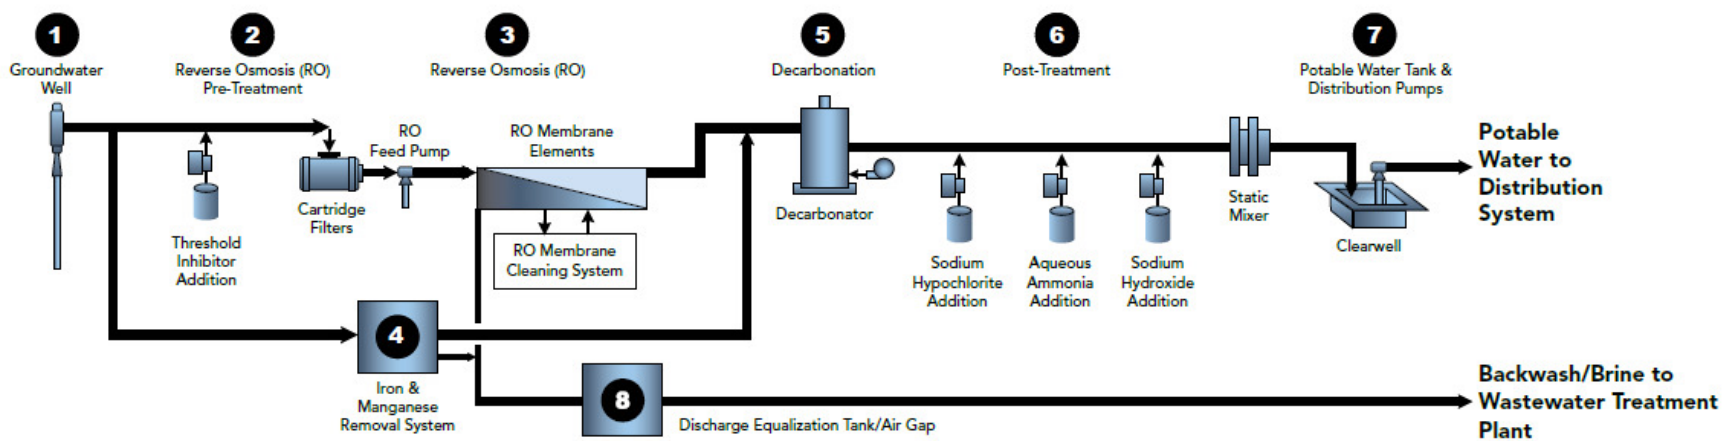 1
Groundwater
Well
2
Reverse Osmosis (RO)
Pre-Treatment
3
Reverse Osmosis (RO)
5
Decarbonation
6
Post-Treatment
7
Potable Water Tank &
Distribution Pumps
RO
Feed Pump
RO Membrane
Elements
Cartridge
Filters
Threshold
Inhibitor
Addition
RO Membrane
Cleaning System
Decarbonator
Sodium
Hypochlorite
Addition
Aqueous
Ammonia
Addition
Sodium
Hydroxide
Addition
Static
Mixer
Clearwell
Potable
Water to
Distribution
System
4
Iron &
Manganese
Removal System
8
Discharge Equalization Tank/Air Gap
Backwash/Brine to
Wastewater Treatment
Plant